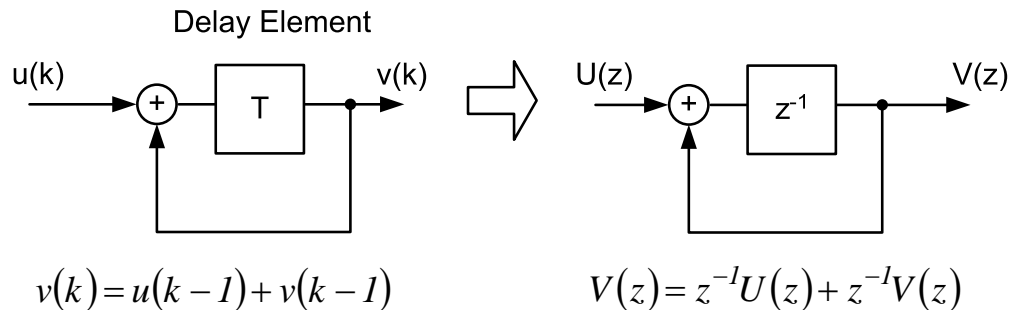 Delay Element
u(k) + T v(k)
U(z) + z⁻¹ V(z)
v(k) = u(k − 1) + v(k − 1)
V(z) = z⁻¹U(z) + z⁻¹V(z)